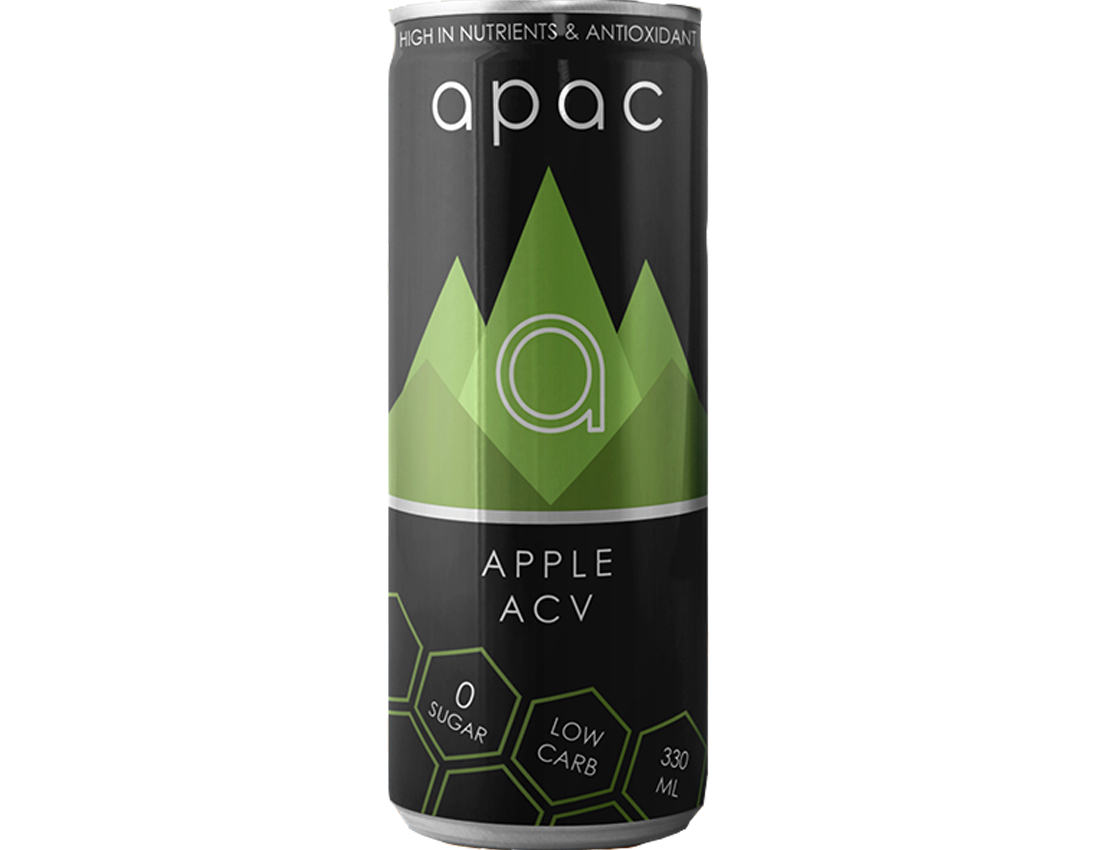 HIGH IN NUTRIENTS & ANTIOXIDANT
apac
a
APPLE
ACV
0
SUGAR
LOW
CARB
330
ML